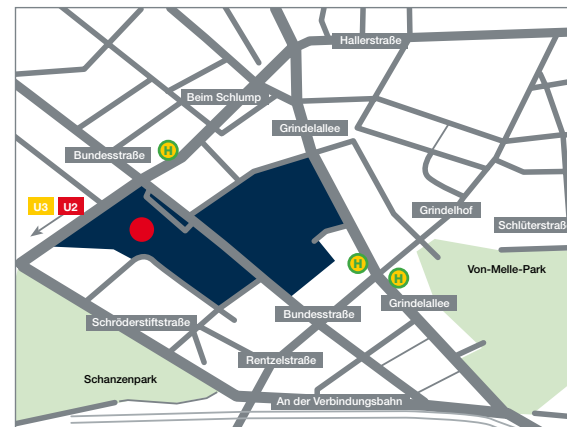 Hallerstraße
Beim Schlump
Grindelallee
H
Bundesstraße
U3
U2
Grindelhof
Schlüterstraße
Von-Melle-Park
H
H
Grindelallee
Bundesstraße
Schröderstiftstraße
Rentzelstraße
Schanzenpark
An der Verbindungsbahn